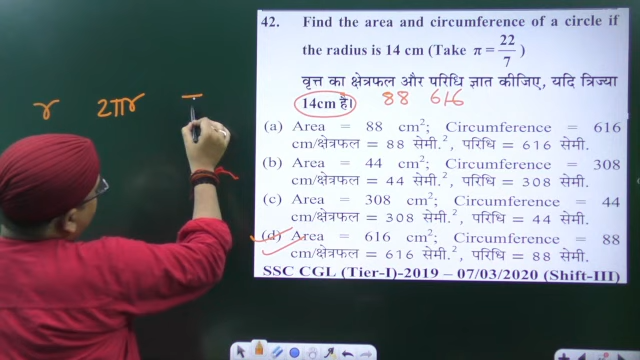 42. Find the area and circumference of a circle if
the radius is 14 cm (Take π = 22/7)
वृत्त का क्षेत्रफल और परिधि ज्ञात कीजिए, यदि त्रिज्या
14cm है। 88 616
(a) Area = 88 cm²; Circumference = 616
cm/क्षेत्रफल = 88 सेमी.², परिधि = 616 सेमी.
(b) Area = 44 cm²; Circumference = 308
cm/क्षेत्रफल = 44 सेमी.², परिधि = 308 सेमी.
(c) Area = 308 cm²; Circumference = 44
cm/क्षेत्रफल = 308 सेमी.², परिधि = 44 सेमी.
(d) Area = 616 cm²; Circumference = 88
cm/क्षेत्रफल = 616 सेमी.², परिधि = 88 सेमी.
SSC CGL (Tier-I)-2019 – 07/03/2020 (Shift-III)
r 2πr